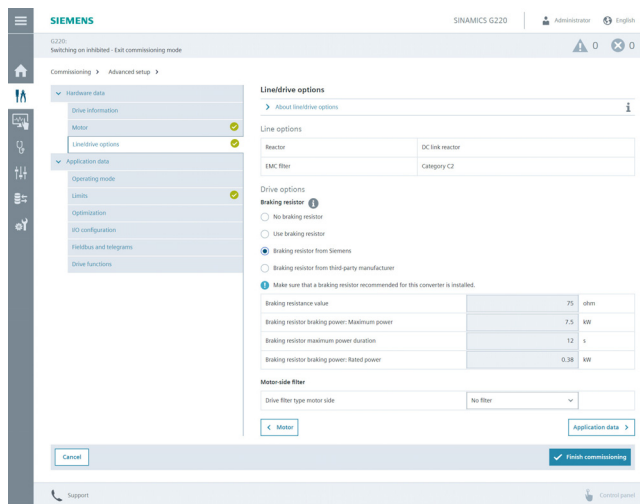 SIEMENS
SINAMICS G220
Administrator
English
G220:
Switching on inhibited - Exit commissioning mode
0
0
Commissioning > Advanced setup >
Hardware data
Drive information
Motor
Line/drive options
Application data
Operating mode
Limits
Optimization
I/O configuration
Fieldbus and telegrams
Drive functions
Line/drive options
> About line/drive options
Line options
Reactor DC link reactor
EMC filter Category C2
Drive options
Braking resistor
No braking resistor
Use braking resistor
Braking resistor from Siemens
Braking resistor from third-party manufacturer
Make sure that a braking resistor recommended for this converter is installed.
Braking resistance value 75 ohm
Braking resistor braking power: Maximum power 7.5 kW
Braking resistor maximum power duration 12 s
Braking resistor braking power: Rated power 0.38 kW
Motor-side filter
Drive filter type motor side No filter
< Motor
Application data >
Cancel
Finish commissioning
Support
Control panel